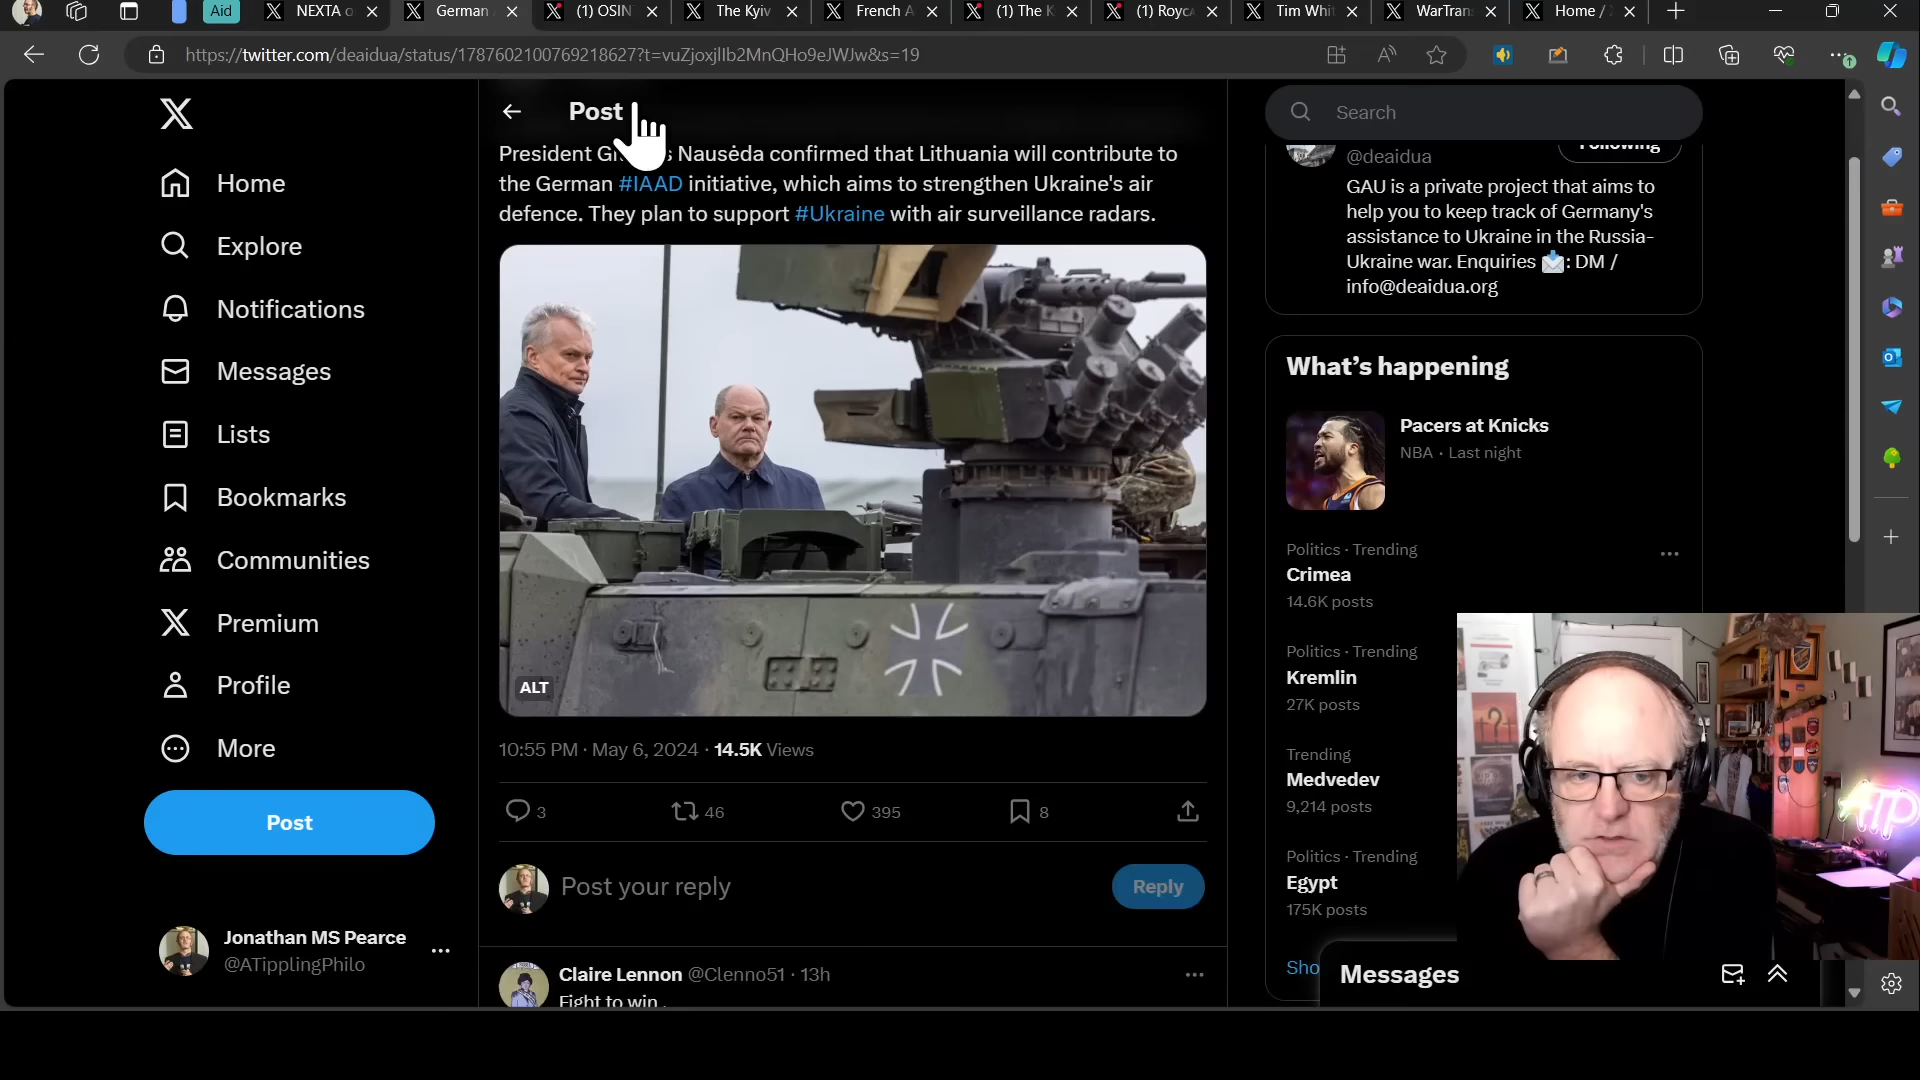 Aid
NEXTA o
German
(1) OSIN
The Kyiv
French A
(1) The K
(1) Royca
Tim Whit
WarTran
Home /
https://twitter.com/deaidua/status/1787602100769218627?t=vuZjoxjlIb2MnQHo9eJWJw&s=19
Home
Explore
Notifications
Messages
Lists
Bookmarks
Communities
Premium
Profile
More
Post
Jonathan MS Pearce
@ATipplingPhilo
Post
President Gi s Nausėda confirmed that Lithuania will contribute to
the German #IAAD initiative, which aims to strengthen Ukraine's air
defence. They plan to support #Ukraine with air surveillance radars.
ALT
10:55 PM · May 6, 2024 · 14.5K Views
3
46
395
8
Post your reply
Reply
Claire Lennon @Clenno51 · 13h
Fight to win .
Search
@deaidua
Following
GAU is a private project that aims to
help you to keep track of Germany's
assistance to Ukraine in the Russia-
Ukraine war. Enquiries 📩: DM /
info@deaidua.org
What's happening
Pacers at Knicks
NBA · Last night
Politics · Trending
Crimea
14.6K posts
Politics · Trending
Kremlin
27K posts
Trending
Medvedev
9,214 posts
Politics · Trending
Egypt
175K posts
Sho
Messages
ATP